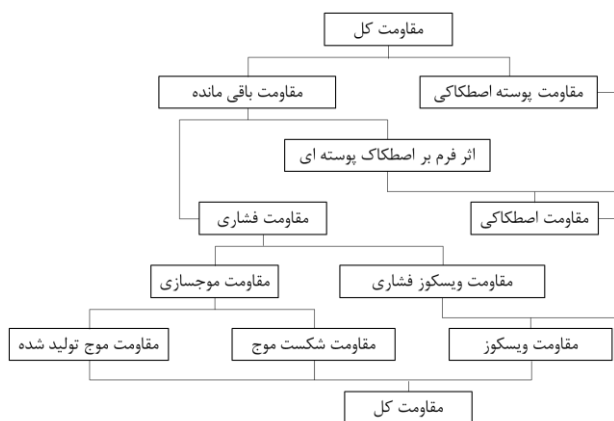 مقاومت کل
مقاومت پوسته اصطکاکی
مقاومت باقی مانده
اثر فرم بر اصطکاک پوسته ای
مقاومت اصطکاکی
مقاومت فشاری
مقاومت ویسکوز فشاری
مقاومت موجسازی
مقاومت ویسکوز
مقاومت شکست موج
مقاومت موج تولید شده
مقاومت کل